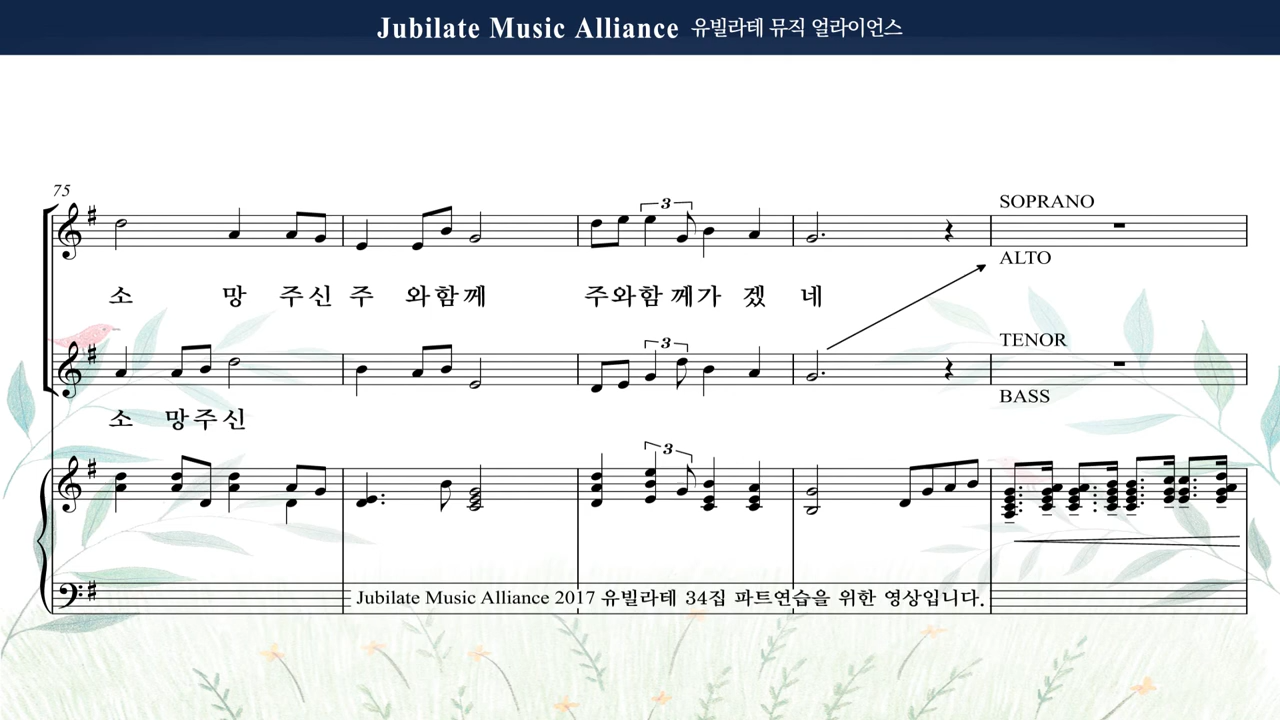 Jubilate Music Alliance 유빌라테 뮤직 얼라이언스
75
3
SOPRANO
ALTO
소 망 주신 주 와함께 주와함 께가 겠 네
3
TENOR
BASS
소 망주신
3
Jubilate Music Alliance 2017 유빌라테 34집 파트연습을 위한 영상입니다.